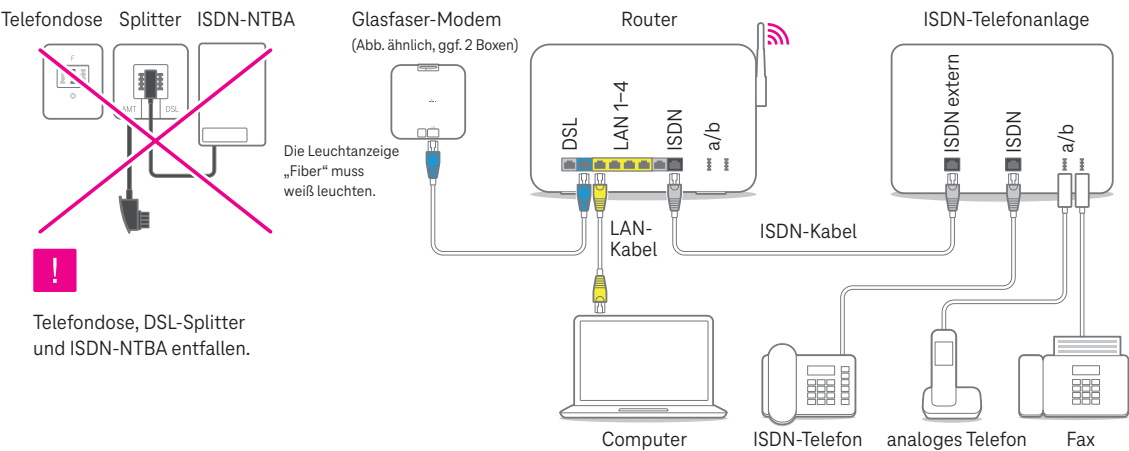 Telefondose
Splitter
ISDN-NTBA
F
AMT
DSL
!
Telefondose, DSL-Splitter
und ISDN-NTBA entfallen.
Glasfaser-Modem
(Abb. ähnlich, ggf. 2 Boxen)
Die Leuchtanzeige
„Fiber“ muss
weiß leuchten.
Router
DSL
LAN 1–4
ISDN
a/b
LAN-
Kabel
ISDN-Kabel
ISDN-Telefonanlage
ISDN extern
ISDN
a/b
Computer
ISDN-Telefon
analoges Telefon
Fax